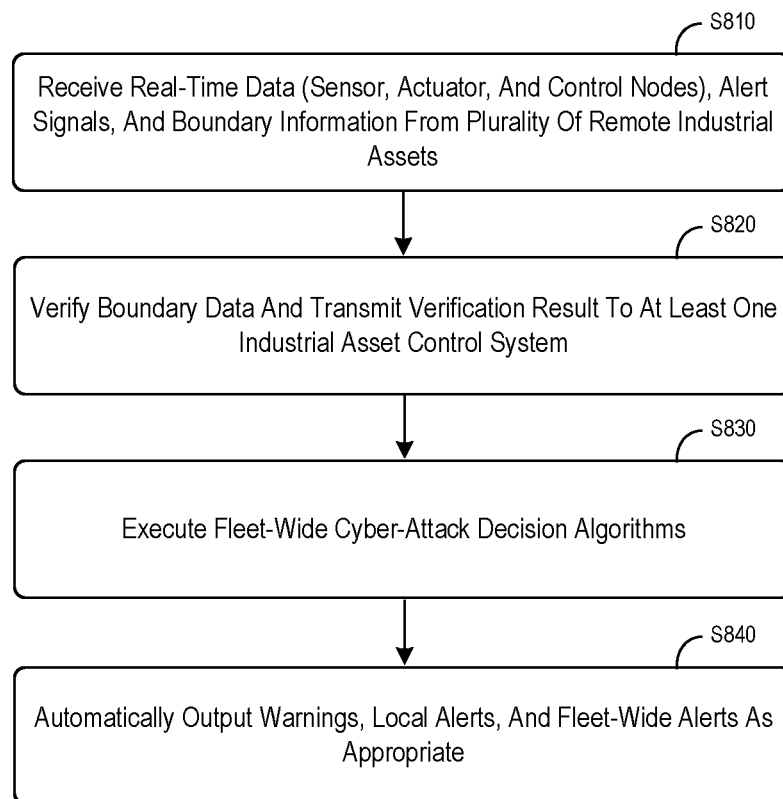 S810
Receive Real-Time Data (Sensor, Actuator, And Control Nodes), Alert
Signals, And Boundary Information From Plurality Of Remote Industrial
Assets
S820
Verify Boundary Data And Transmit Verification Result To At Least One
Industrial Asset Control System
S830
Execute Fleet-Wide Cyber-Attack Decision Algorithms
S840
Automatically Output Warnings, Local Alerts, And Fleet-Wide Alerts As
Appropriate